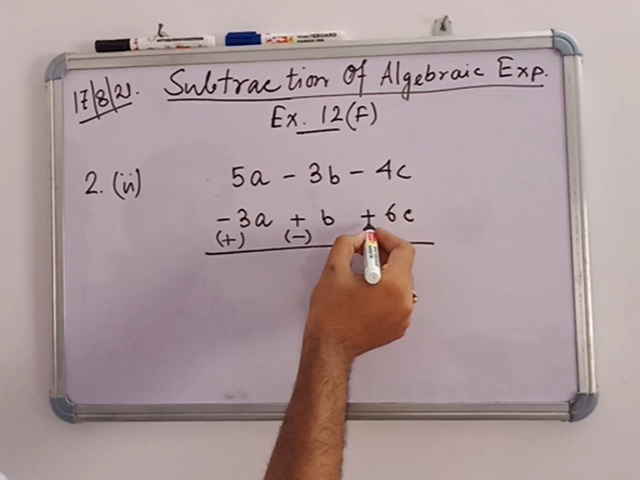 17/8/21. Subtraction Of Algebraic Exp.
Ex. 12(F)
2. (ii) 5a - 3b - 4c
- 3a + b + 6c
(+) (-)